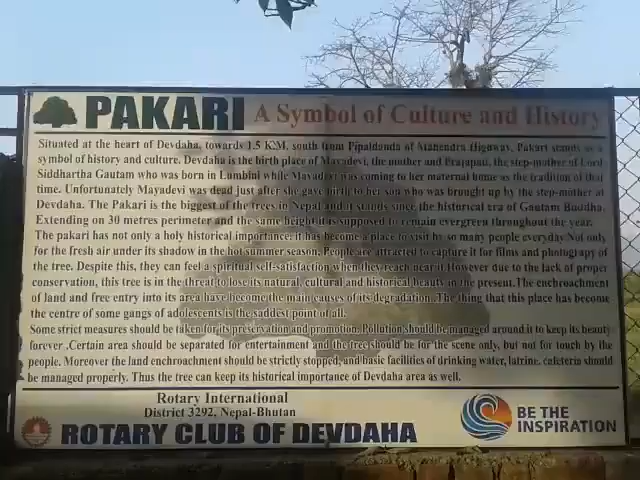 PAKARI A Symbol of Culture and History
Situated at the heart of Devdaha, towards 1.5 K.M. south from Pipaldanda of Mahendra Highway, Pakari stands as a
symbol of history and culture. Devdaha is the birth place of Mayadevi, the mother and Prajapati, the step-mother of Lord
Siddhartha Gautam who was born in Lumbini while Mayadevi was coming to her maternal home as the tradition of that
time. Unfortunately Mayadevi was dead just after she gave birth to her son who was brought up by the step-mother at
Devdaha. The Pakari is the biggest of the trees in Nepal and it stands since the historical era of Gautam Buddha.
Extending on 30 metres perimeter and the same height it is supposed to remain evergreen throughout the year.
The pakari has not only a holy historical importance, it has become a place to visit by so many people everyday. Not only
for the fresh air under its shadow in the hot summer season, People are attracted to capture it for films and photograpy of
the tree. Despite this, they can feel a spiritual self-satisfaction when they reach near it. However due to the lack of proper
conservation, this tree is in the threat to lose its natural, cultural and historical beauty in the present. The enchroachment
of land and free entry into its area have become the main causes of its degradation .The thing that this place has become
the centre of some gangs of adolescents is the saddest point of all.
Some strict measures should be taken for its preservation and promotion. Pollution should be managed around it to keep its beauty
forever .Certain area should be separated for entertainment and the tree should be for the scene only, but not for touch by the
people. Moreover the land enchroachment should be strictly stopped, and basic facilities of drinking water, latrine, cafeteria should
be managed properly. Thus the tree can keep its historical importance of Devdaha area as well.
Rotary International
District 3292, Nepal-Bhutan
ROTARY CLUB OF DEVDAHA
BE THE
INSPIRATION